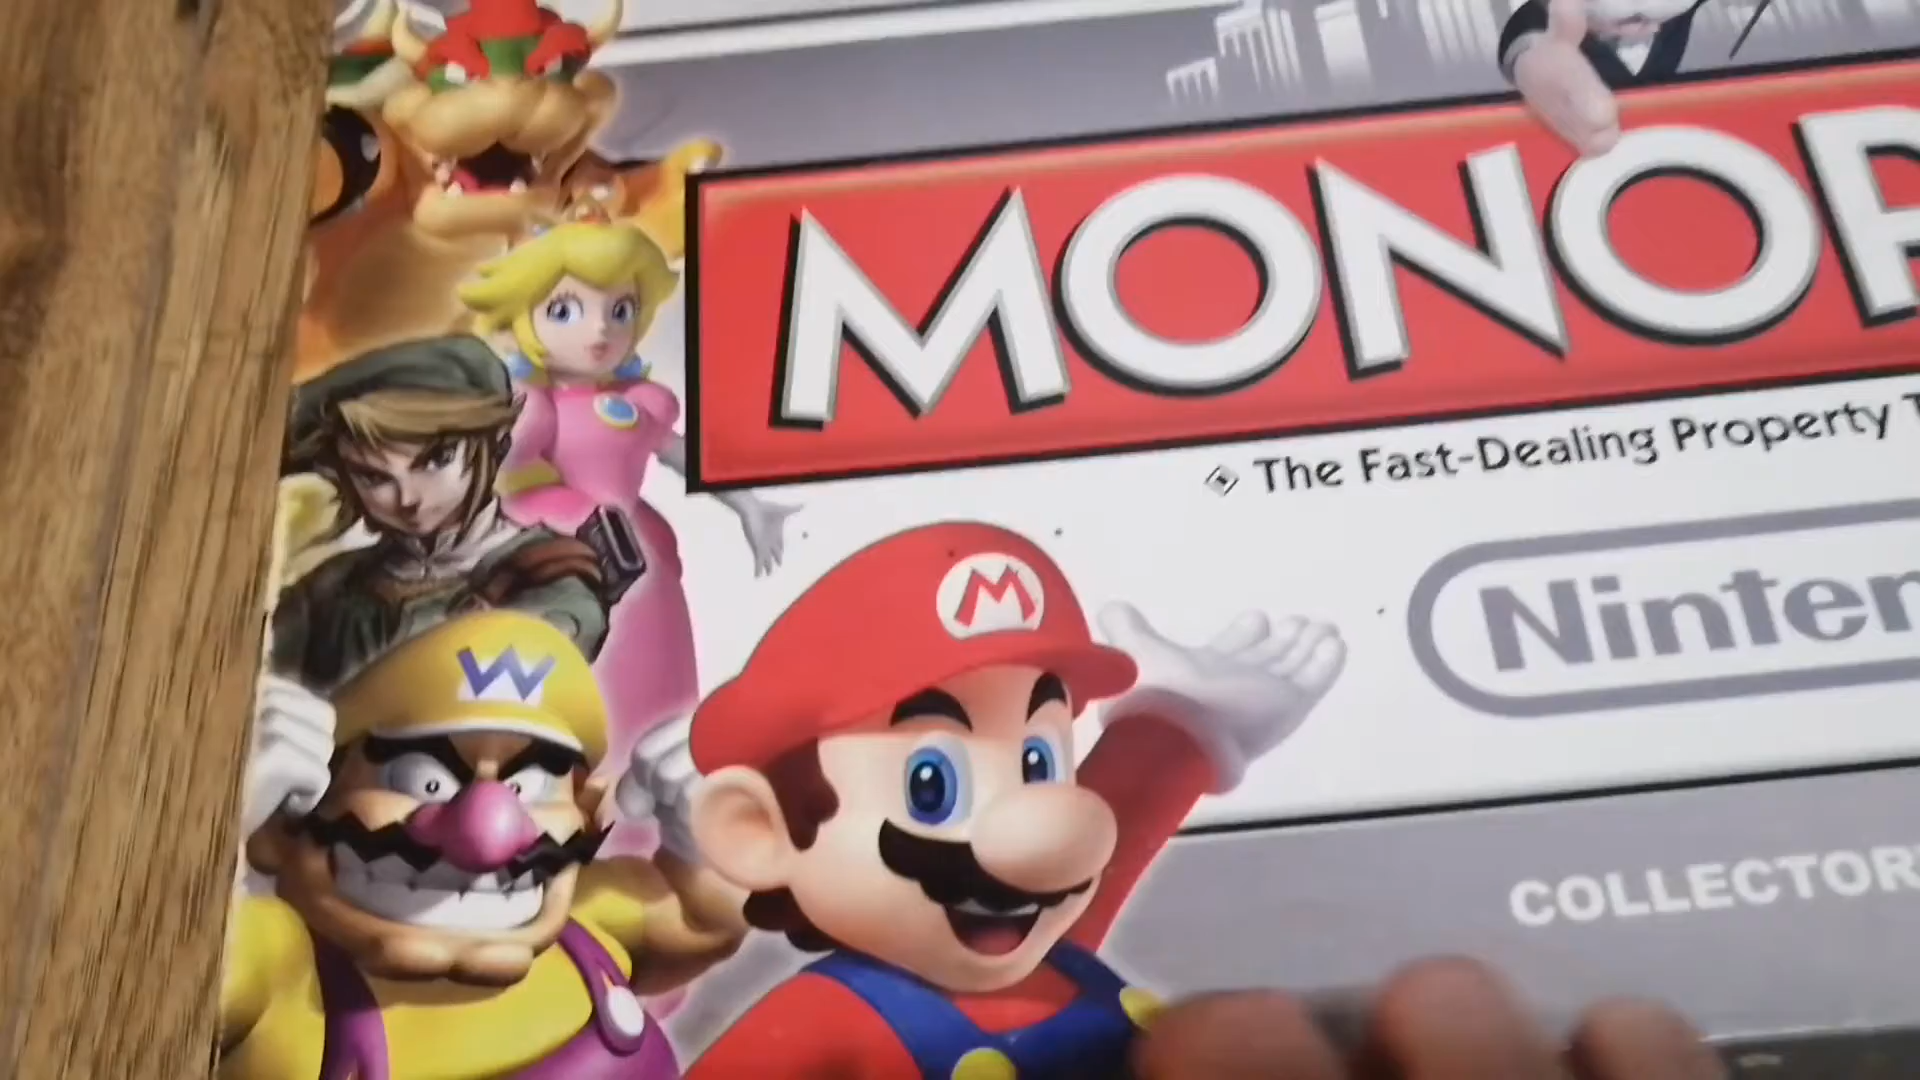 MONOP
The Fast-Dealing Property T
Ninten
COLLECTOR
M
W